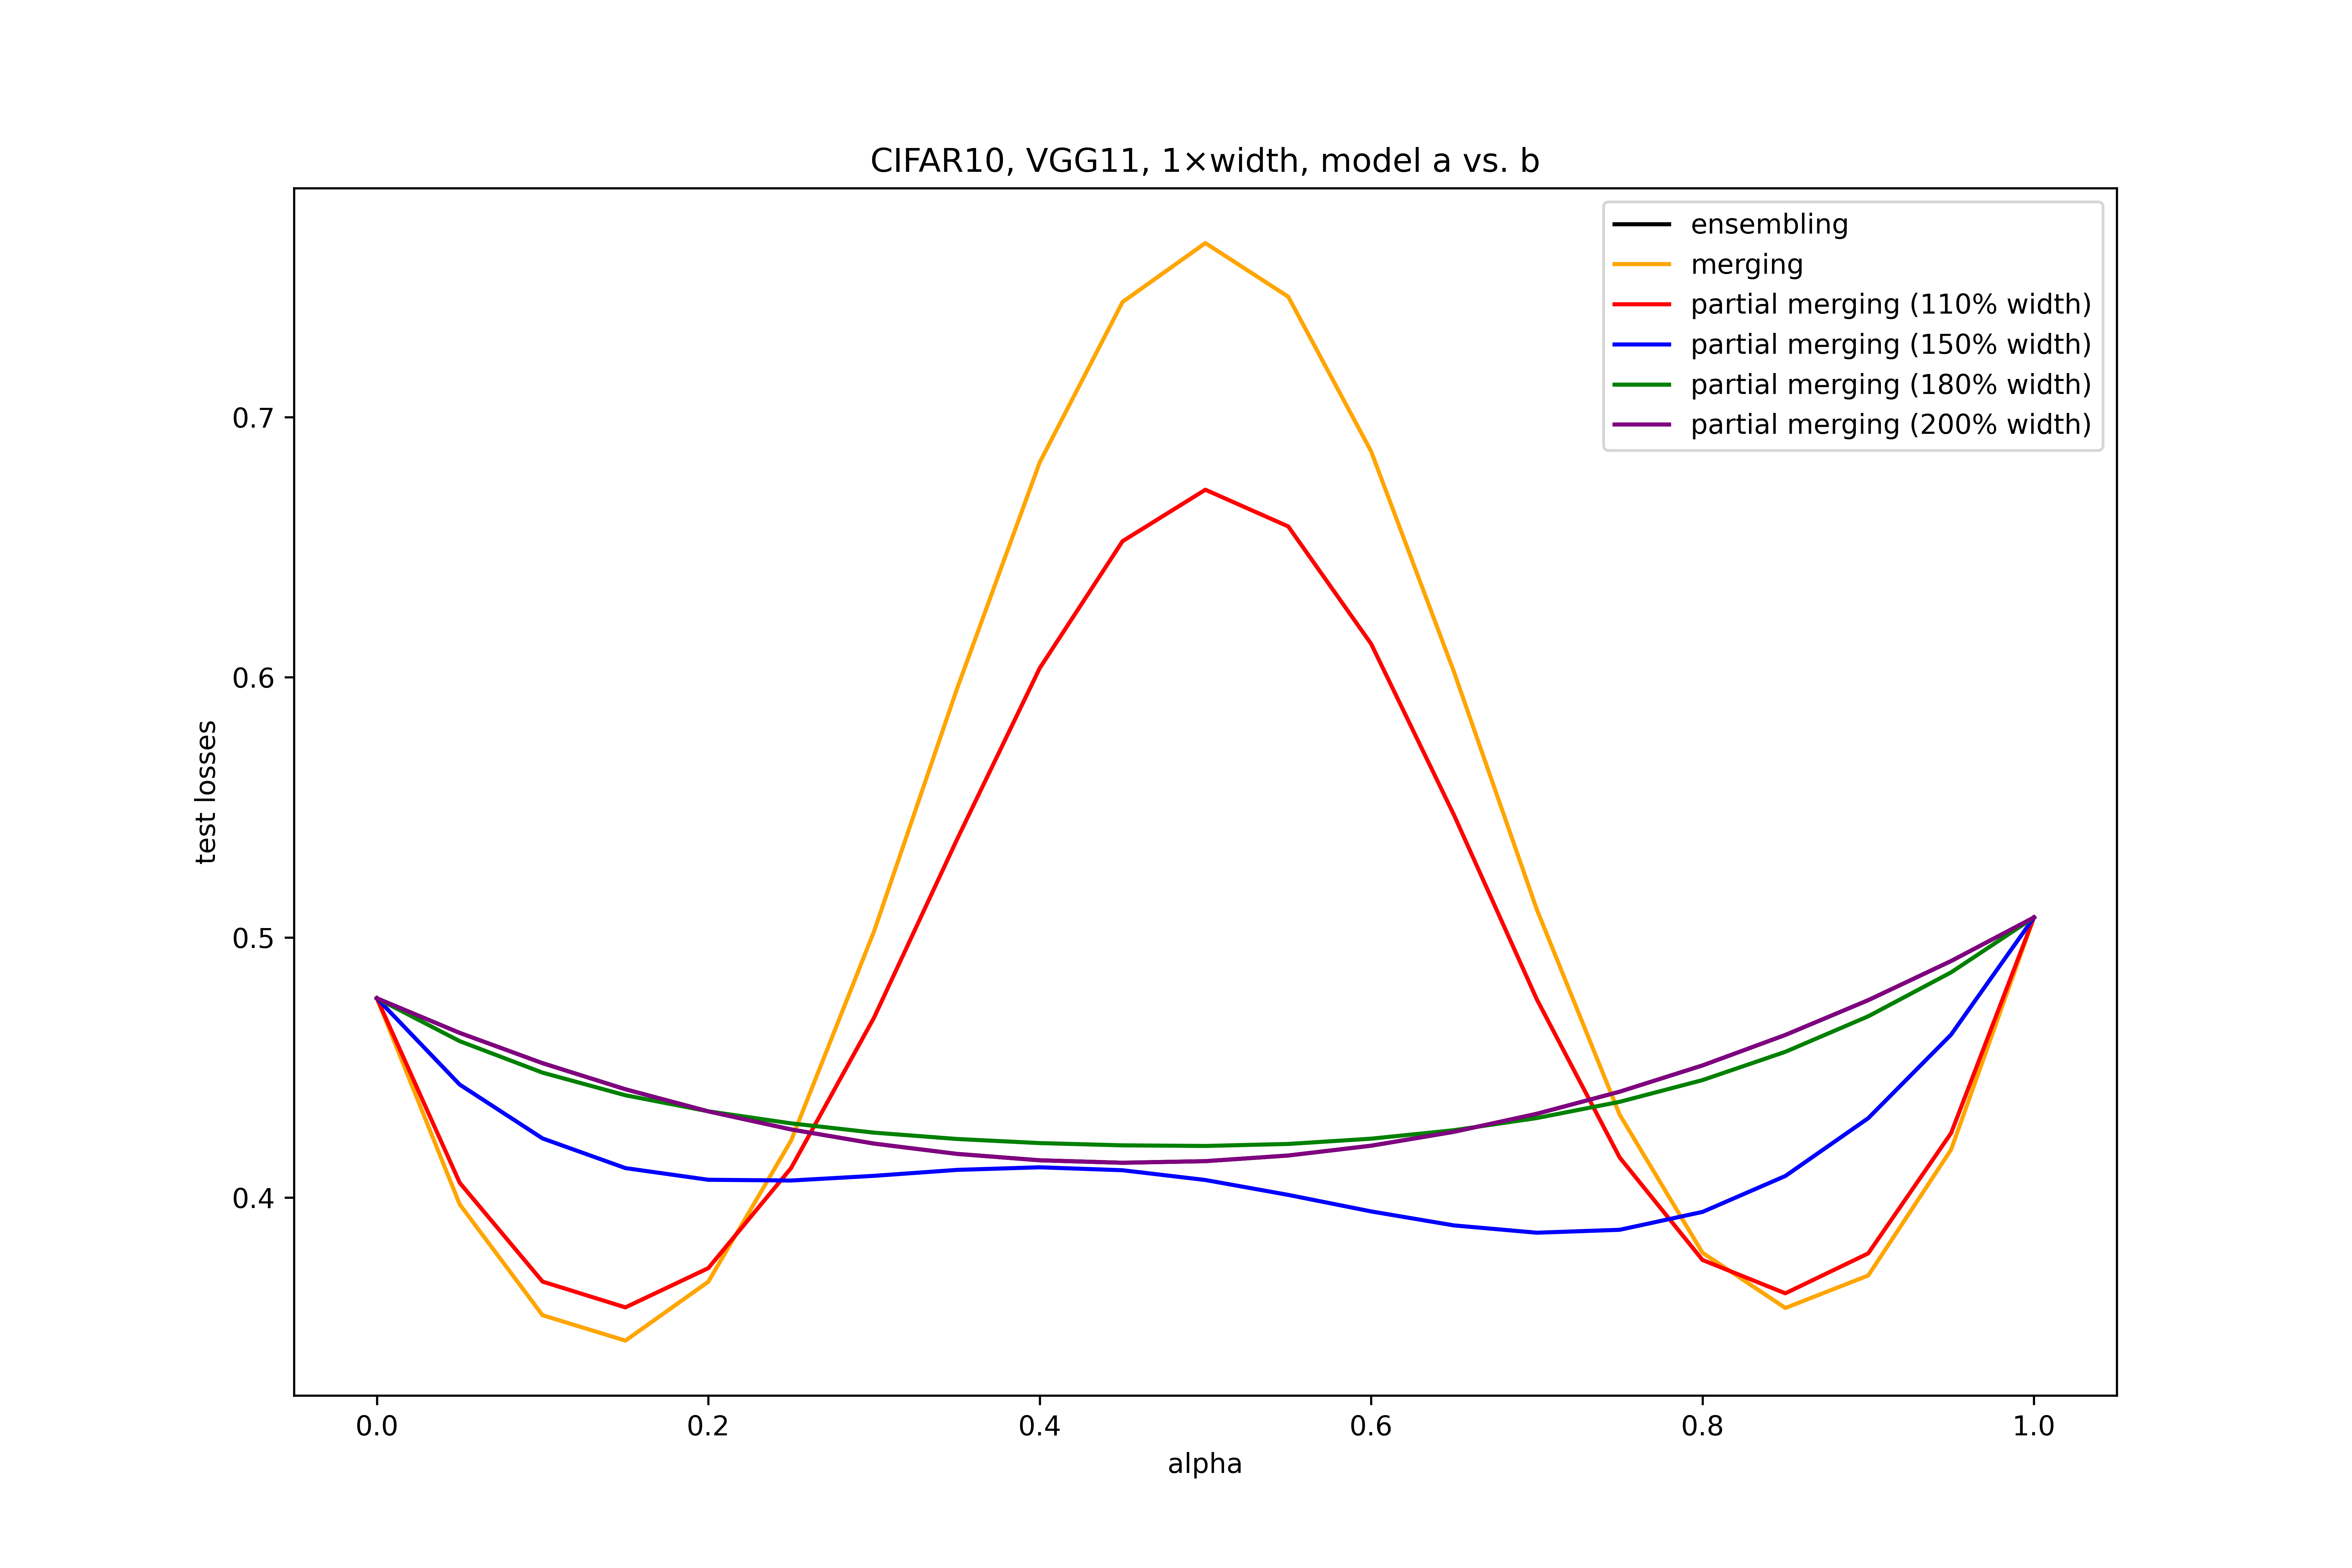 CIFAR10, VGG11, 1×width, model a vs. b
ensembling
merging
partial merging (110% width)
partial merging (150% width)
partial merging (180% width)
partial merging (200% width)
0.7
0.6
0.5
0.4
test losses
0.0 0.2 0.4 0.6 0.8 1.0
alpha